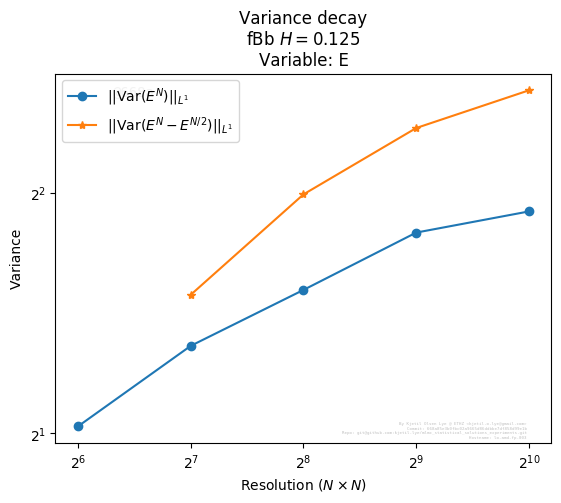 Variance decay
fBb H = 0.125
Variable: E
||Var(E^N)||_{L^1}
||Var(E^N − E^{N/2})||_{L^1}
Variance
2^2
2^1
2^6 2^7 2^8 2^9 2^10
Resolution (N × N)